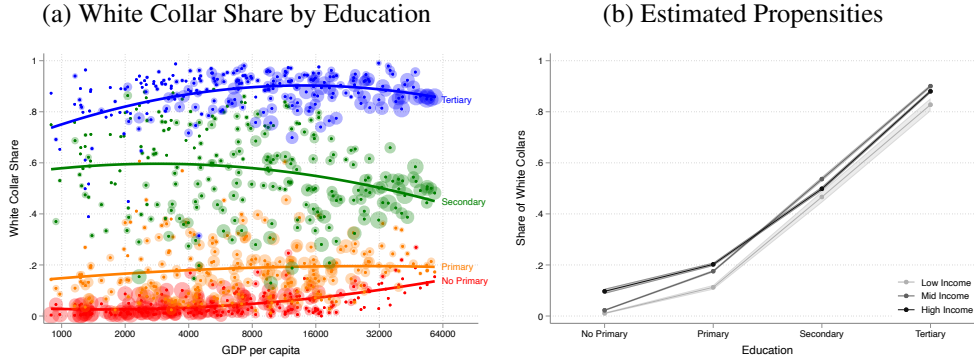 (a) White Collar Share by Education
(b) Estimated Propensities
White Collar Share
1
.8
.6
.4
.2
0
Tertiary
Secondary
Primary
No Primary
1000 2000 4000 8000 16000 32000 64000
GDP per capita
Share of White Collars
1
.8
.6
.4
.2
0
Low Income
Mid Income
High Income
No Primary Primary Secondary Tertiary
Education